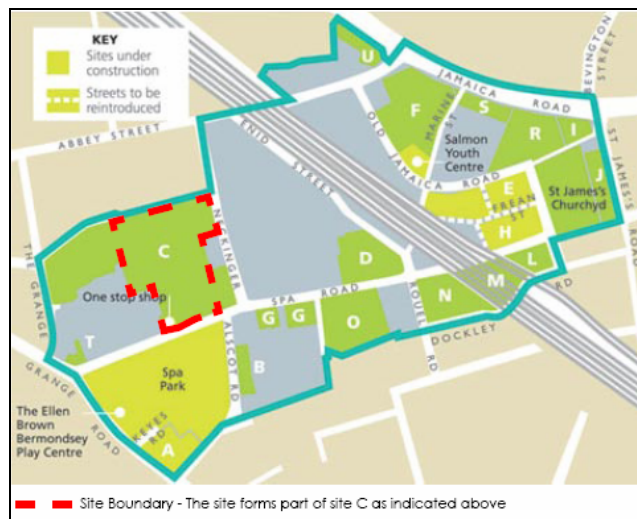 KEY
Sites under
construction
Streets to be
reintroduced
U
JAMAICA ROAD
BEVINGTON
STREET
ABBEY STREET
ENID STREET
F
MARINE ST
S
R
I
OLD JAMAICA ROAD
Salmon
Youth
Centre
ST JAMES'S ROAD
J
St James's
Churchyd
E
FREAN ST
H
NECKINGER
C
THE GRANGE
D
L
M
One stop shop
SPA ROAD
ROUEL RD
N
DOCKLEY RD
G
G
O
T
ALSCOT RD
B
GRANGE ROAD
Spa
Park
The Ellen
Brown
Bermondsey
Play Centre
KEYES RD
A
Site Boundary - The site forms part of site C as indicated above